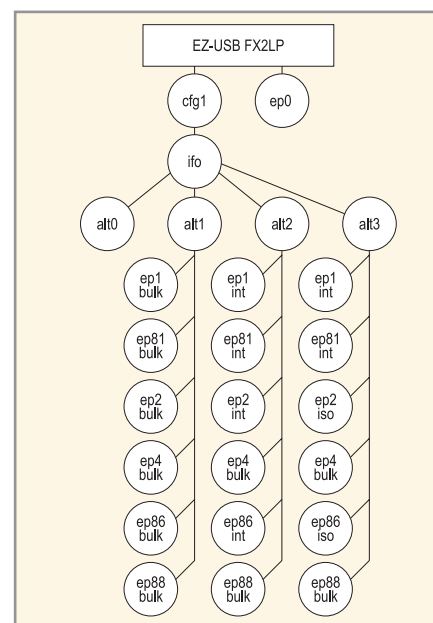 EZ-USB FX2LP
cfg1
ep0
ifo
alt0
alt1
alt2
alt3
ep1
bulk
ep1
int
ep1
int
ep81
bulk
ep81
int
ep81
int
ep2
bulk
ep2
int
ep2
iso
ep4
bulk
ep4
bulk
ep4
bulk
ep86
bulk
ep86
int
ep86
iso
ep88
bulk
ep88
bulk
ep88
bulk